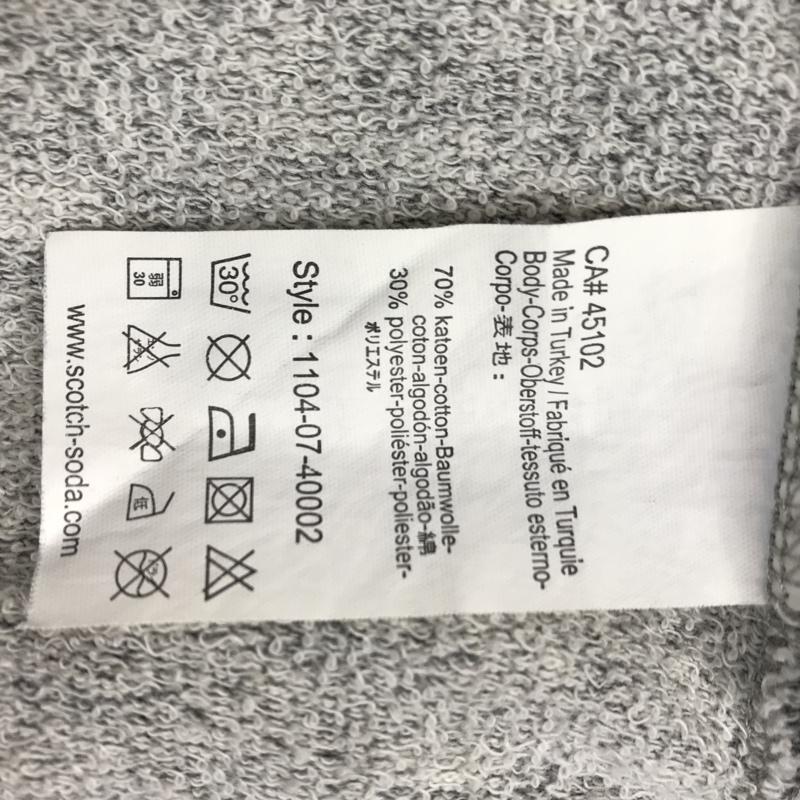 CA# 45102
Made in Turkey / Fabriqué en Turquie
Body-Corps-Oberstoff-tessuto esterno-
Corpo-表地:
70% katoen-cotton-Baumwolle-
coton-algodón-algodão-綿
30% polyester-poliéster-poliester-
ポリエステル
Style : 1104-07-40002
30°
弱
30
低
www.scotch-soda.com